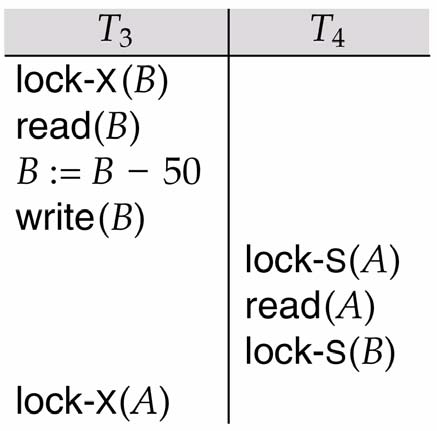 T3 T4
lock-X(B)
read(B)
B := B − 50
write(B)
lock-S(A)
read(A)
lock-S(B)
lock-X(A)